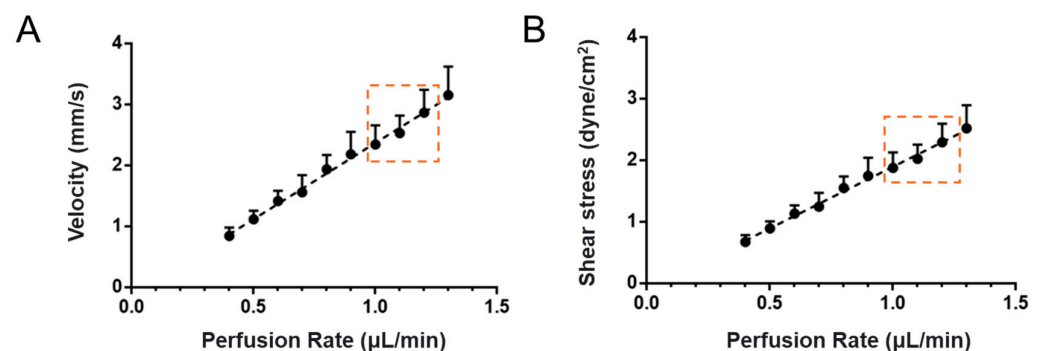 A
Velocity (mm/s)
4
3
2
1
0
0.0 0.5 1.0 1.5
Perfusion Rate (µL/min)
B
Shear stress (dyne/cm²)
4
3
2
1
0
0.0 0.5 1.0 1.5
Perfusion Rate (µL/min)